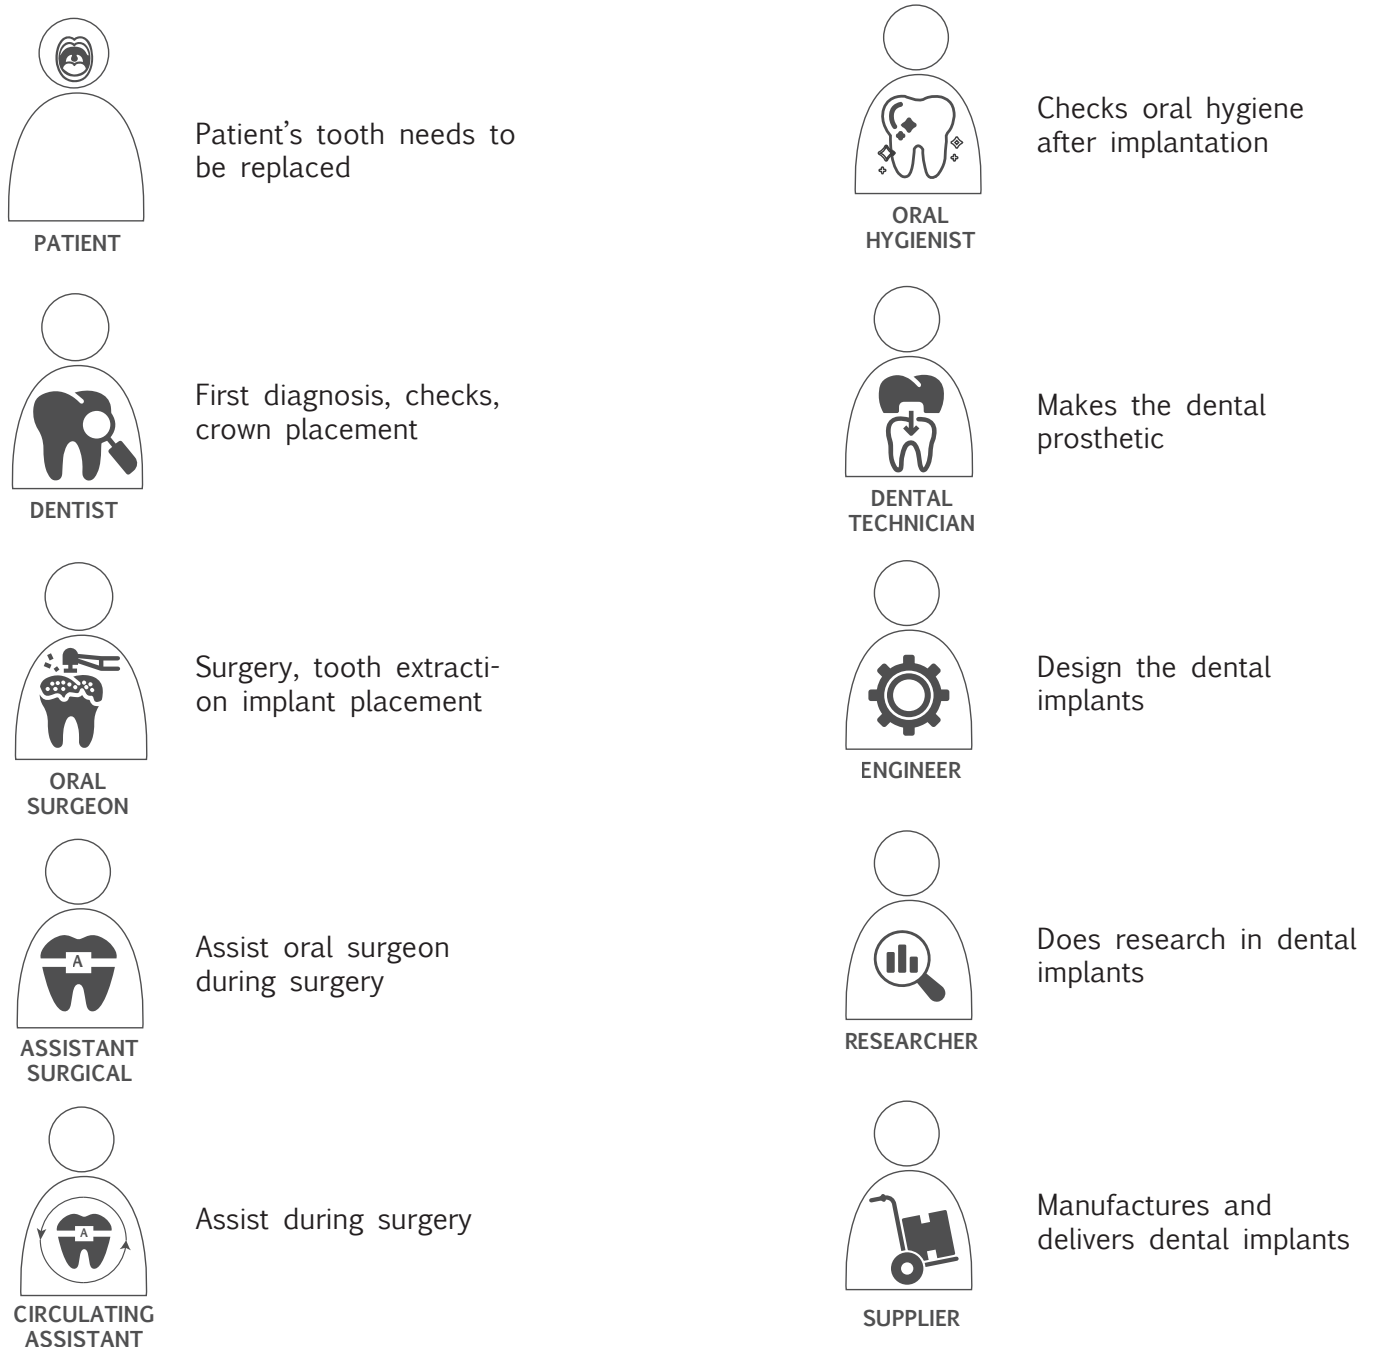 Patient’s tooth needs to
be replaced
PATIENT
First diagnosis, checks,
crown placement
DENTIST
Surgery, tooth extracti-
on implant placement
ORAL
SURGEON
A
Assist oral surgeon
during surgery
ASSISTANT
SURGICAL
A
Assist during surgery
CIRCULATING
ASSISTANT
Checks oral hygiene
after implantation
ORAL
HYGIENIST
Makes the dental
prosthetic
DENTAL
TECHNICIAN
Design the dental
implants
ENGINEER
Does research in dental
implants
RESEARCHER
Manufactures and
delivers dental implants
SUPPLIER